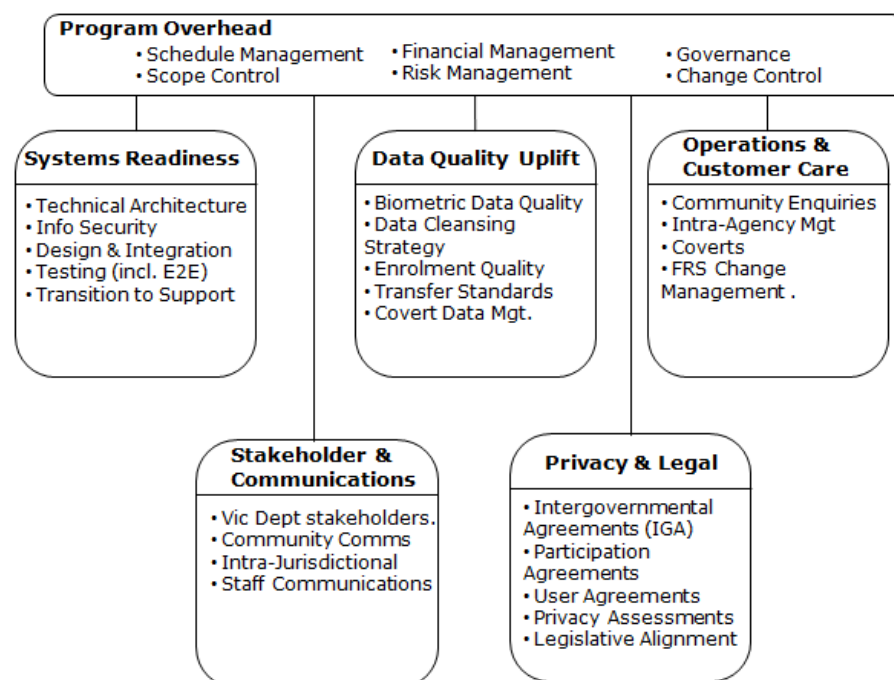 Program Overhead
• Schedule Management
• Scope Control
• Financial Management
• Risk Management
• Governance
• Change Control
Systems Readiness
• Technical Architecture
• Info Security
• Design & Integration
• Testing (incl. E2E)
• Transition to Support
Data Quality Uplift
• Biometric Data Quality
• Data Cleansing
Strategy
• Enrolment Quality
• Transfer Standards
• Covert Data Mgt.
Operations &
Customer Care
• Community Enquiries
• Intra-Agency Mgt
• Coverts
• FRS Change
Management .
Stakeholder &
Communications
• Vic Dept stakeholders.
• Community Comms
• Intra-Jurisdictional
• Staff Communications
Privacy & Legal
• Intergovernmental
Agreements (IGA)
• Participation
Agreements
• User Agreements
• Privacy Assessments
• Legislative Alignment